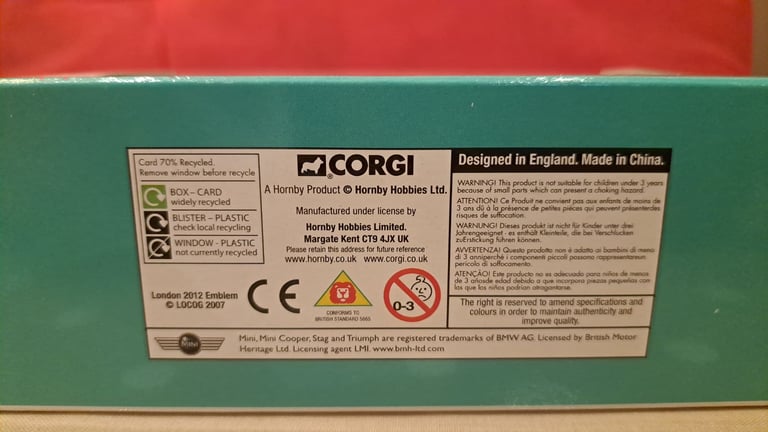 Card 70% Recycled.
Remove window before recycle
BOX – CARD
widely recycled
BLISTER – PLASTIC
check local recycling
WINDOW - PLASTIC
not currently recycled
London 2012 Emblem
© LOCOG 2007
CORGI
A Hornby Product © Hornby Hobbies Ltd.
Manufactured under license by
Hornby Hobbies Limited.
Margate Kent CT9 4JX UK
Please retain this address for future reference
www.hornby.co.uk www.corgi.co.uk
CE
CONFORMS TO
BRITISH STANDARD 5665
0-3
Designed in England. Made in China.
WARNING! This product is not suitable for children under 3 years
because of small parts which can present a choking hazard.
ATTENTION! Ce Produit ne convient pas aux enfants de moins de
3 ans dû à la présence de petites pièces qui peuvent présenterdes
risques de suffocation.
WARNUNG! Dieses produkt ist nicht für Kinder unter drei
Jahrengeeignet - es enthält Kleinteile, die bei Verschlucken
zuErstickung führen können.
AVVERTENZA! Questo prodotto non è adatto ai bambini di meno
di 3 anniperchè i componenti piccoli possono rappresentareun
pericolo di soffocamento.
ATENÇAO! Este producto no es adecuado para niños de menos
de 3 añosde edad debido a que incorpora piezas pequeñas con
las que los niños podrían atragantarse.
The right is reserved to amend specifications and
colours in order to maintain authenticity and
improve quality.
MINI
Mini, Mini Cooper, Stag and Triumph are registered trademarks of BMW AG. Licensed by British Motor
Heritage Ltd. Licensing agent LMI. www.bmh-ltd.com